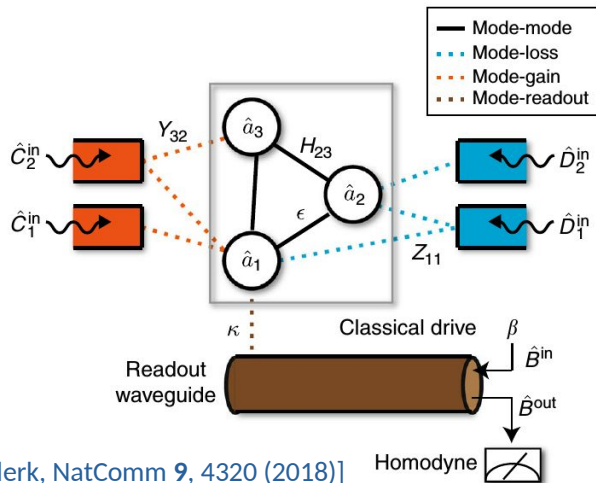 Mode-mode
Mode-loss
Mode-gain
Mode-readout
Y₃₂
Ĉ₂ⁱⁿ
â₃
H₂₃
D̂₂ⁱⁿ
â₂
ϵ
Ĉ₁ⁱⁿ
D̂₁ⁱⁿ
â₁
Z₁₁
κ
Classical drive
β
B̂ⁱⁿ
Readout
waveguide
B̂ᵒᵘᵗ
lerk, NatComm 9, 4320 (2018)]
Homodyne